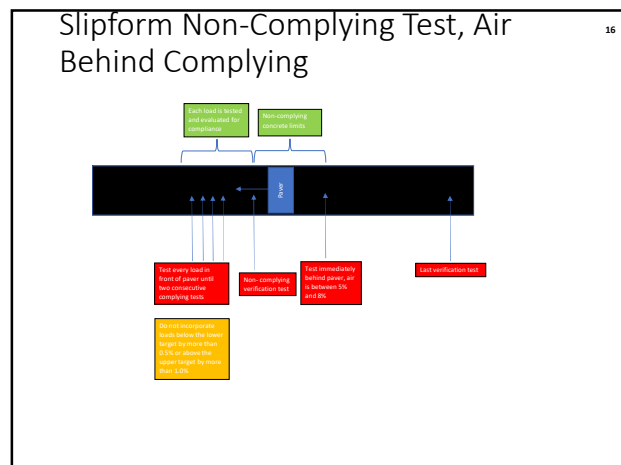 Slipform Non-Complying Test, Air
Behind Complying
16
Each load is tested
and evaluated for
compliance
Non-complying
concrete limits
Paver
Test every load in
front of paver until
two consecutive
complying tests
Non- complying
verification test
Test immediately
behind paver, air
is between 5%
and 8%
Last verification test
Do not incorporate
loads below the lower
target by more than
0.5% or above the
upper target by more
than 1.0%